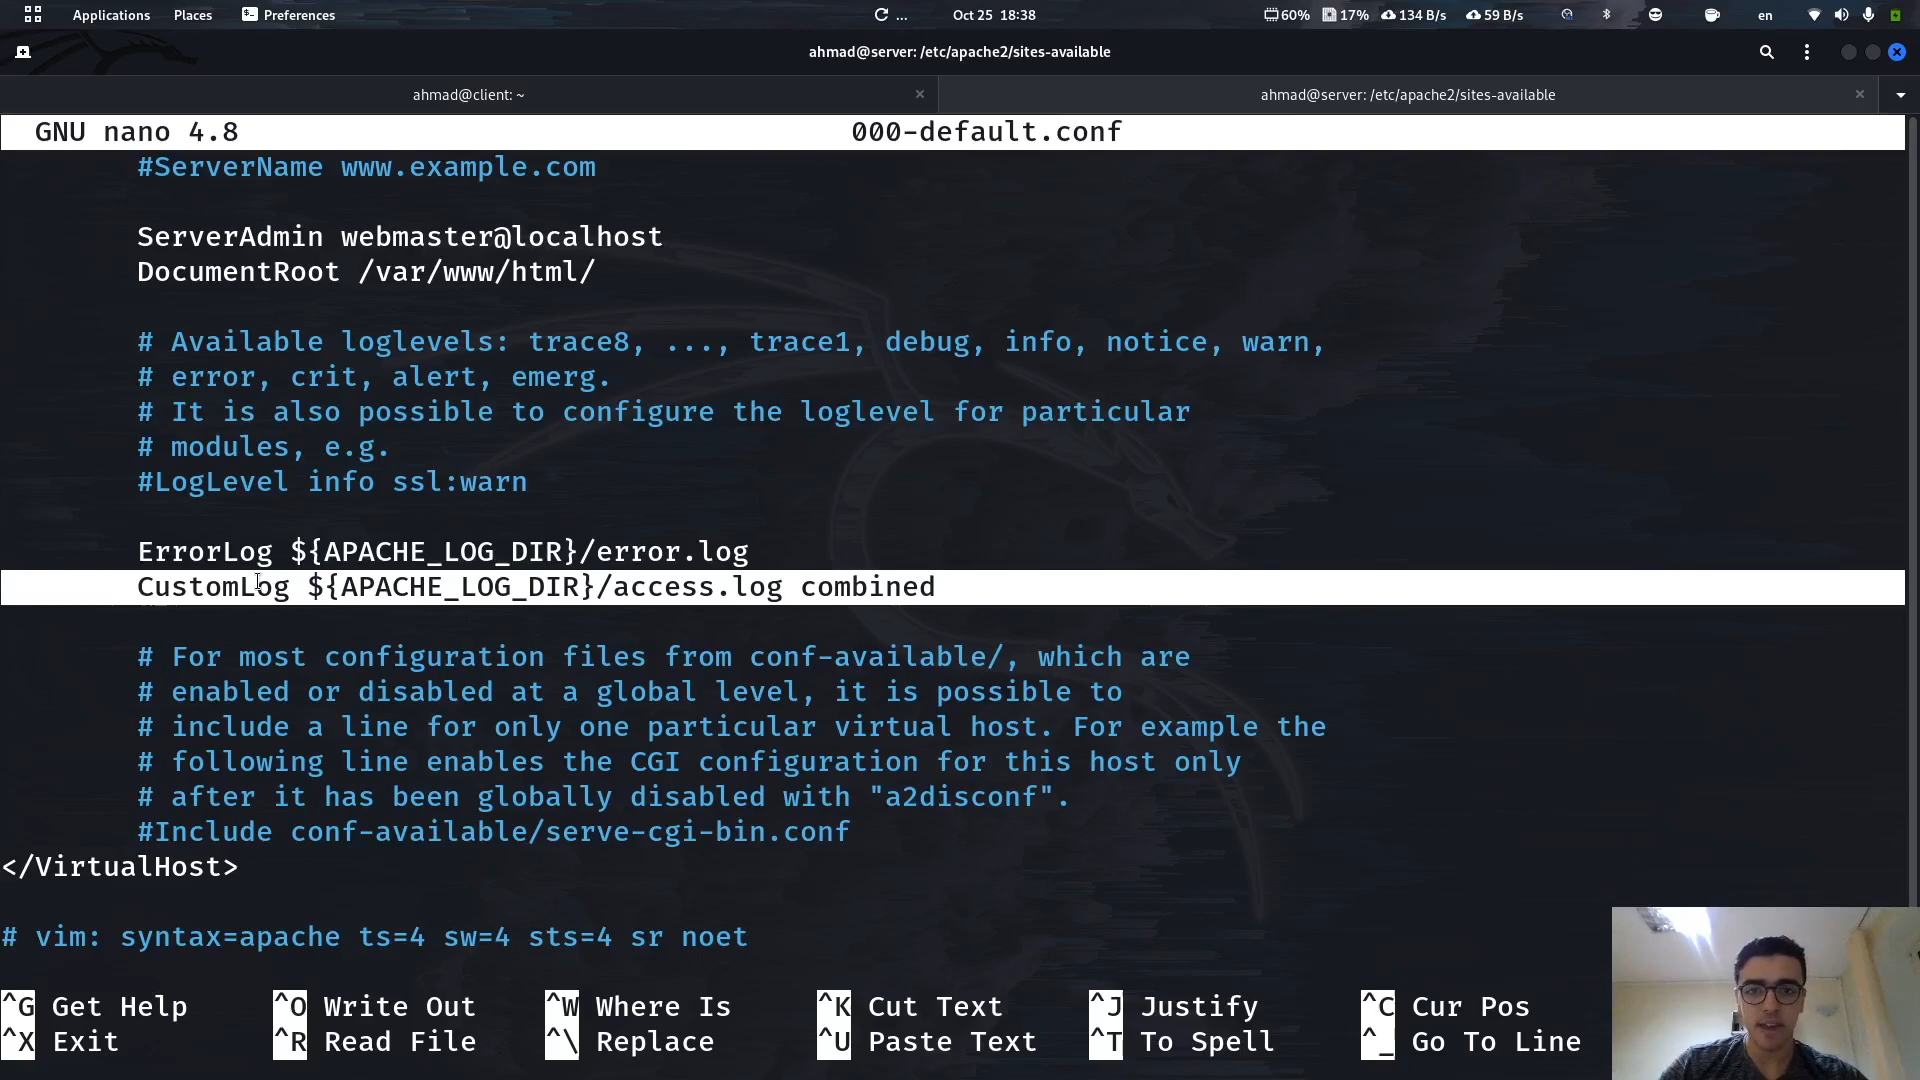 Applications Places Preferences ... Oct 25 18:38 60% 17% 134 B/s 59 B/s en
ahmad@server: /etc/apache2/sites-available
ahmad@client: ~ ahmad@server: /etc/apache2/sites-available
GNU nano 4.8 000-default.conf
#ServerName www.example.com
ServerAdmin webmaster@localhost
DocumentRoot /var/www/html/
# Available loglevels: trace8, ..., trace1, debug, info, notice, warn,
# error, crit, alert, emerg.
# It is also possible to configure the loglevel for particular
# modules, e.g.
#LogLevel info ssl:warn
ErrorLog ${APACHE_LOG_DIR}/error.log
CustomLog ${APACHE_LOG_DIR}/access.log combined
# For most configuration files from conf-available/, which are
# enabled or disabled at a global level, it is possible to
# include a line for only one particular virtual host. For example the
# following line enables the CGI configuration for this host only
# after it has been globally disabled with "a2disconf".
#Include conf-available/serve-cgi-bin.conf
</VirtualHost>
# vim: syntax=apache ts=4 sw=4 sts=4 sr noet
^G Get Help ^O Write Out ^W Where Is ^K Cut Text ^J Justify ^C Cur Pos
^X Exit ^R Read File ^\ Replace ^U Paste Text ^T To Spell ^_ Go To Line